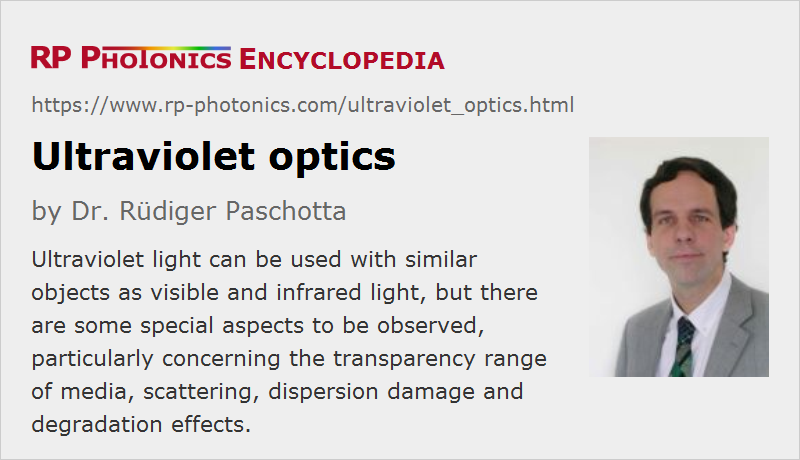 RP PHOTONICS ENCYCLOPEDIA
https://www.rp-photonics.com/ultraviolet_optics.html
Ultraviolet optics
by Dr. Rüdiger Paschotta
Ultraviolet light can be used with similar
objects as visible and infrared light, but there
are some special aspects to be observed,
particularly concerning the transparency range
of media, scattering, dispersion damage and
degradation effects.